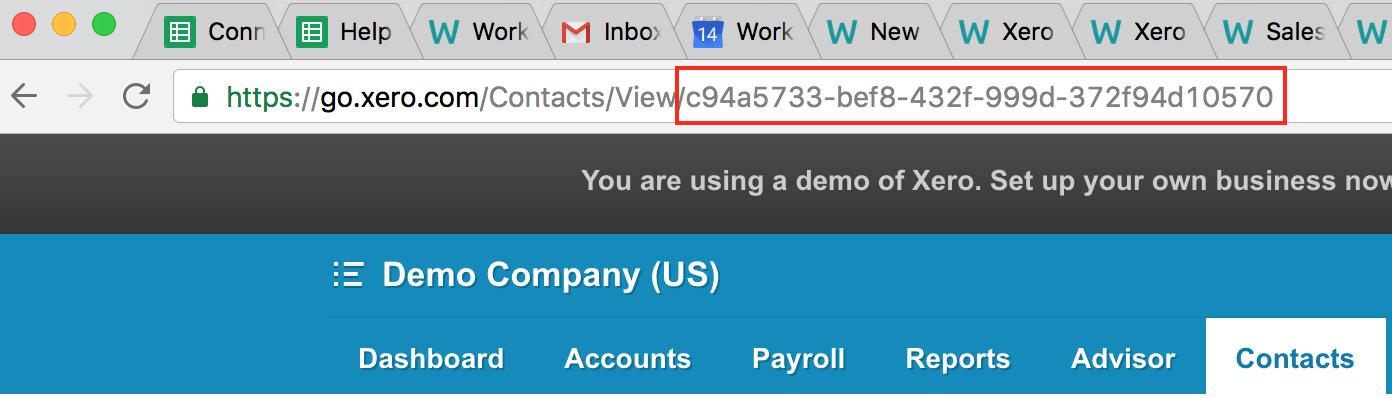 Conn Help Work Inbox 14 Work New Xero Xero Sales
https://go.xero.com/Contacts/View/c94a5733-bef8-432f-999d-372f94d10570
You are using a demo of Xero. Set up your own business now
Demo Company (US)
Dashboard Accounts Payroll Reports Advisor Contacts